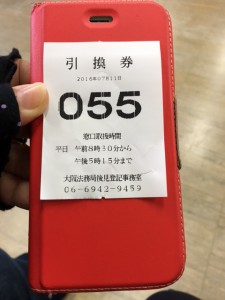 引換券
2016年07月11日
055
窓口取扱時間
平日 午前8時30分から
午後5時15分まで
大阪法務局後見登記事務室
06-6942-9459